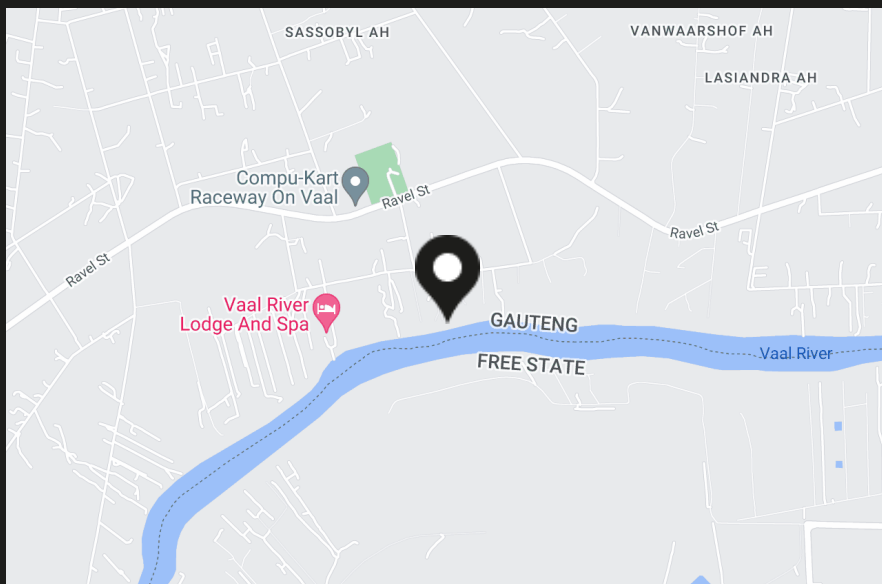 SASSOBYL AH
VANWAARSHOF AH
LASIANDRA AH
Compu-Kart
Raceway On Vaal
Ravel St
Ravel St
Ravel St
Vaal River
Lodge And Spa
GAUTENG
FREE STATE
Vaal River